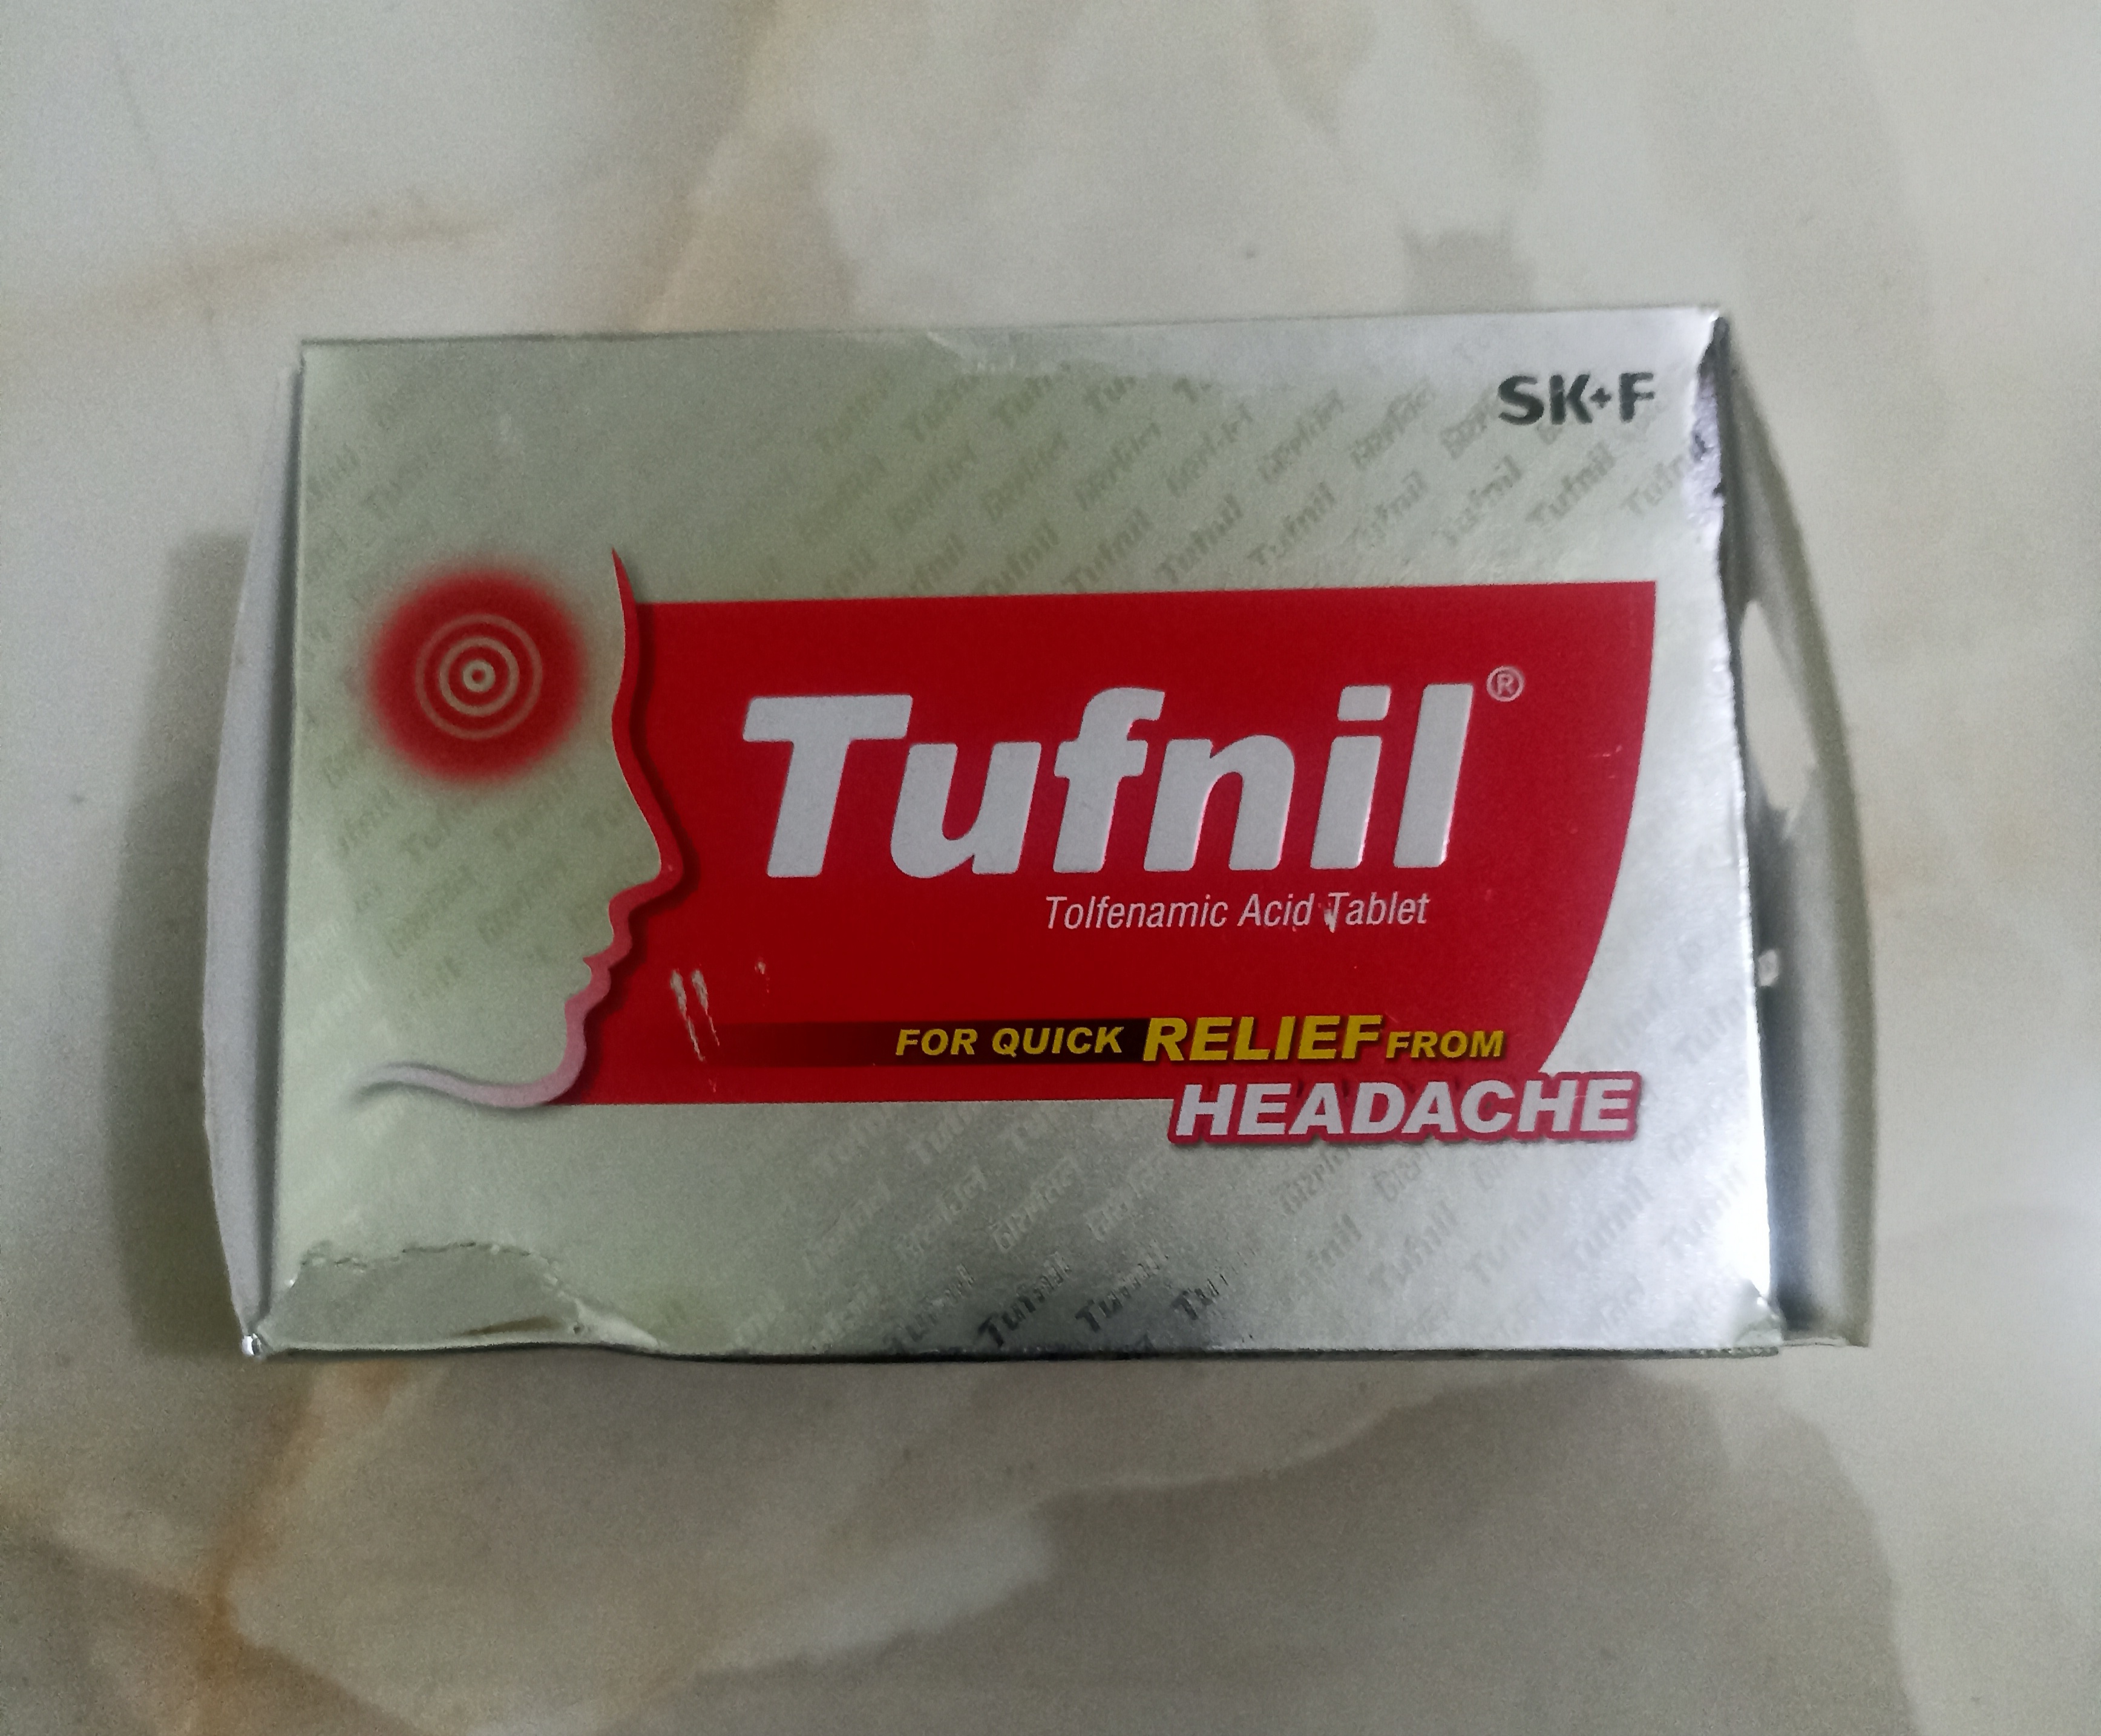 SK+F
Tufnil®
Tolfenamic Acid Tablet
FOR QUICK RELIEF FROM
HEADACHE